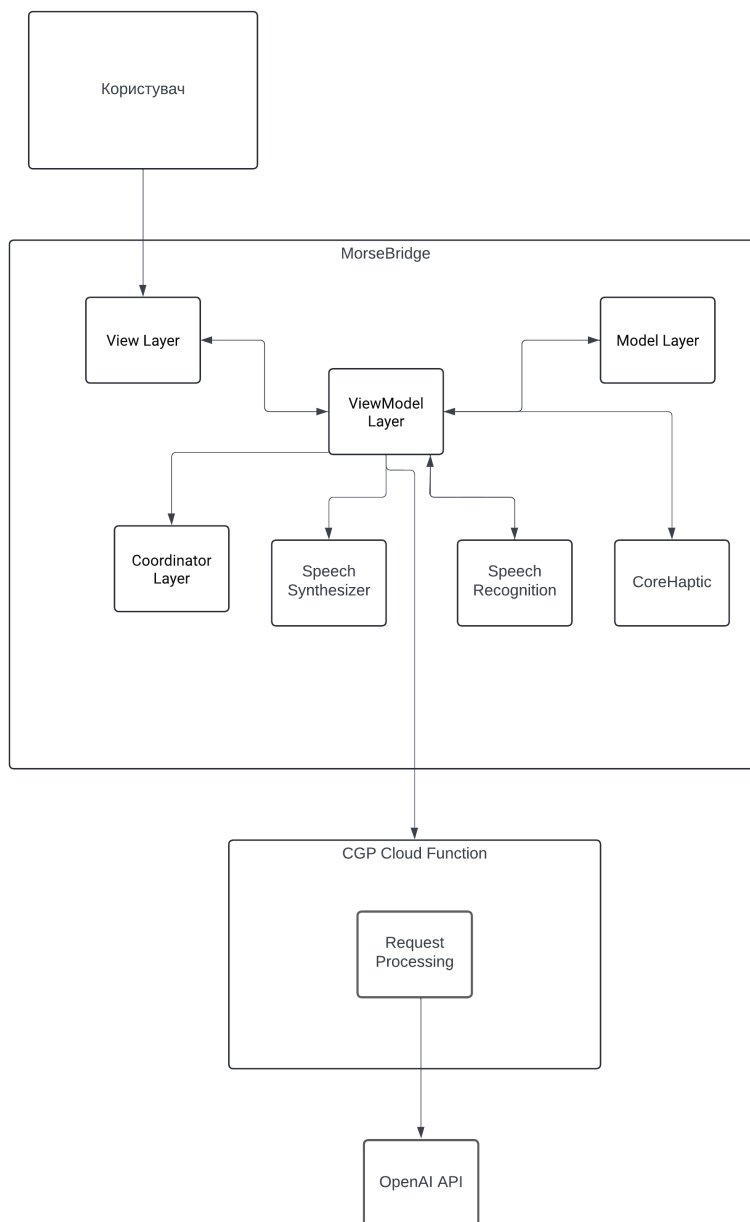 Користувач
MorseBridge
View Layer
Model Layer
ViewModel
Layer
Coordinator
Layer
Speech
Synthesizer
Speech
Recognition
CoreHaptic
CGP Cloud Function
Request
Processing
OpenAI API